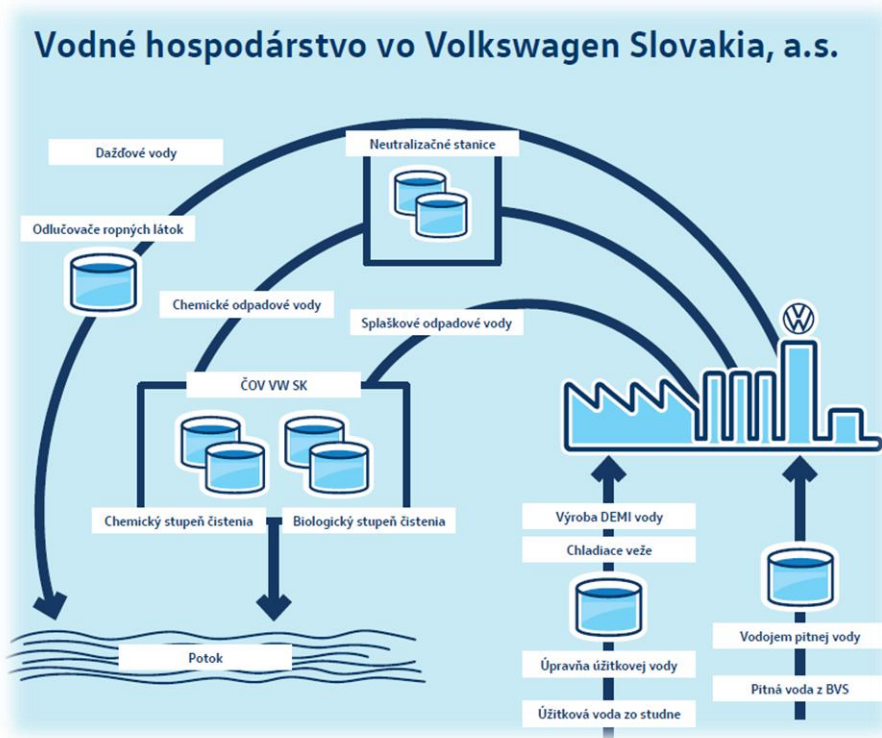 Vodné hospodárstvo vo Volkswagen Slovakia, a.s.
Dažďové vody
Neutralizačné stanice
Odlučovače ropných látok
Chemické odpadové vody
Splaškové odpadové vody
ČOV VW SK
Chemický stupeň čistenia
Biologický stupeň čistenia
Potok
Výroba DEMI vody
Chladiace veže
Úpravňa úžitkovej vody
Úžitková voda zo studne
Vodojem pitnej vody
Pitná voda z BVS